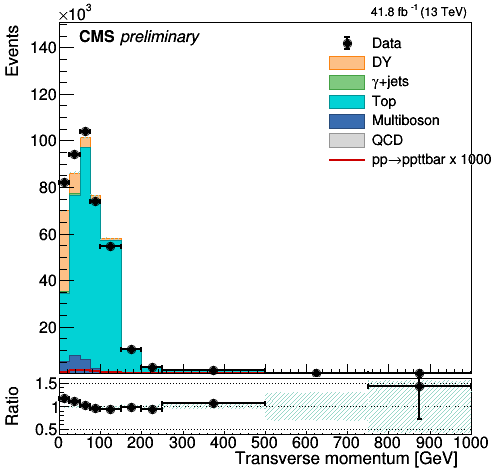 ×10³
41.8 fb⁻¹ (13 TeV)
Events
CMS preliminary
140
120
100
80
60
40
20
Data
DY
γ+jets
Top
Multiboson
QCD
pp→ppttbar x 1000
Ratio
1.5
1
0.5
0 100 200 300 400 500 600 700 800 900 1000
Transverse momentum [GeV]